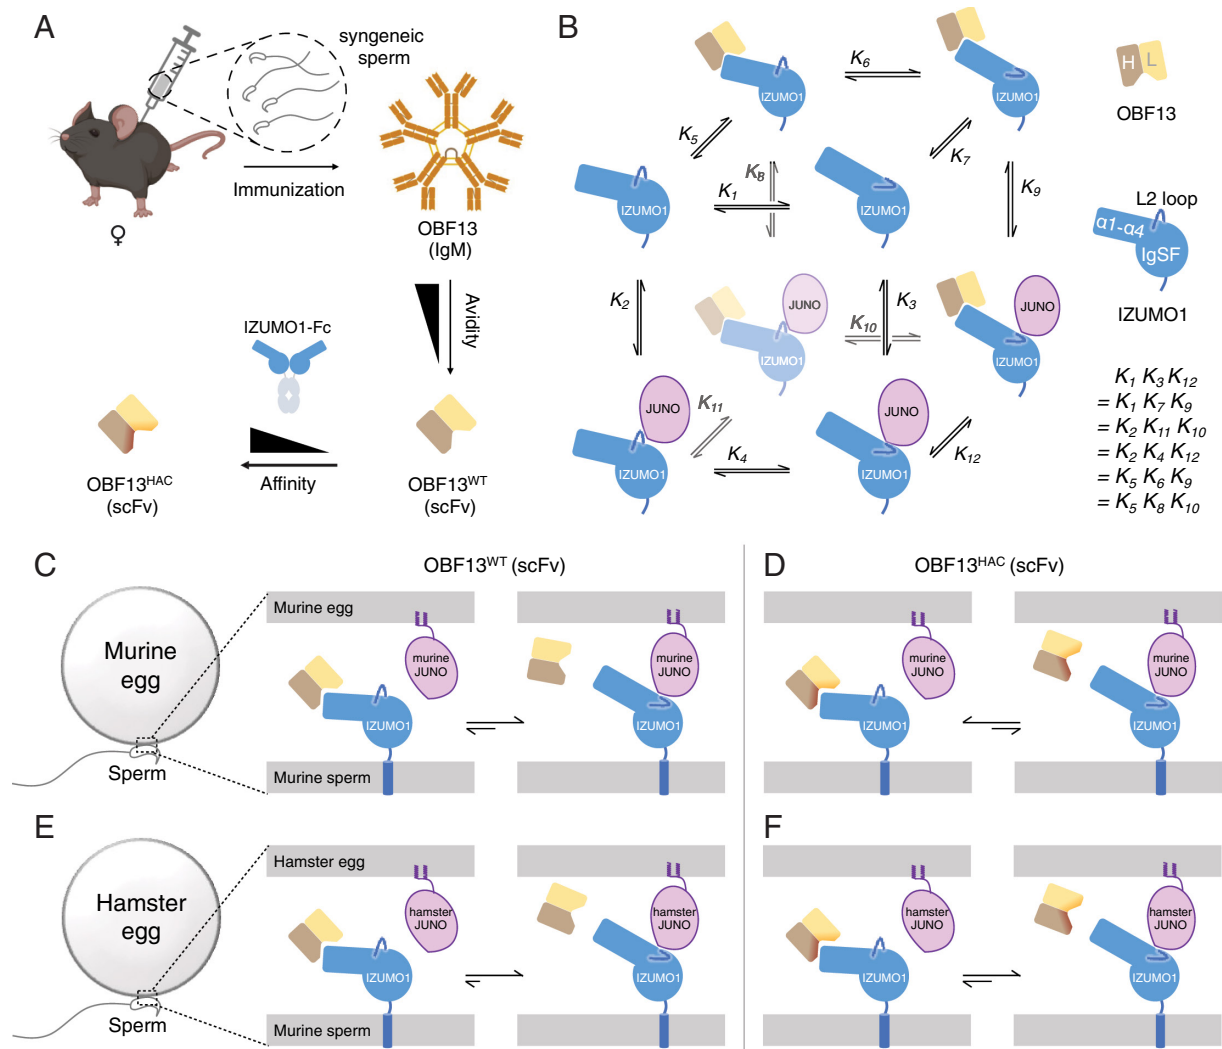 A
syngeneic
sperm
Immunization
♀
OBF13
(IgM)
Avidity
IZUMO1-Fc
OBF13HAC
(scFv)
Affinity
OBF13WT
(scFv)
B
IZUMO1
K6
IZUMO1
H L
OBF13
K5
K7
K8
K1
K9
IZUMO1
IZUMO1
L2 loop
α1-α4
IgSF
IZUMO1
K2
JUNO
IZUMO1
K3
K10
JUNO
IZUMO1
JUNO
IZUMO1
K11
K4
JUNO
IZUMO1
K12
K1 K3 K12
= K1 K7 K9
= K2 K11 K10
= K2 K4 K12
= K5 K6 K9
= K5 K8 K10
C
OBF13WT (scFv)
Murine
egg
Sperm
Murine egg
murine
JUNO
IZUMO1
murine
JUNO
IZUMO1
Murine sperm
D
OBF13HAC (scFv)
murine
JUNO
IZUMO1
murine
JUNO
IZUMO1
E
Hamster
egg
Sperm
Hamster egg
hamster
JUNO
IZUMO1
hamster
JUNO
IZUMO1
Murine sperm
F
hamster
JUNO
IZUMO1
hamster
JUNO
IZUMO1